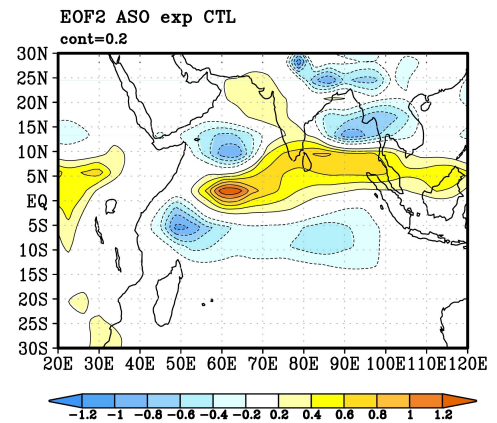 EOF2 ASO exp CTL
cont=0.2
30N
25N
20N
15N
10N
5N
EQ
5S
10S
15S
20S
25S
30S
20E 30E 40E 50E 60E 70E 80E 90E 100E 110E 120E
-1.2 -1 -0.8 -0.6 -0.4 -0.2 0.2 0.4 0.6 0.8 1 1.2